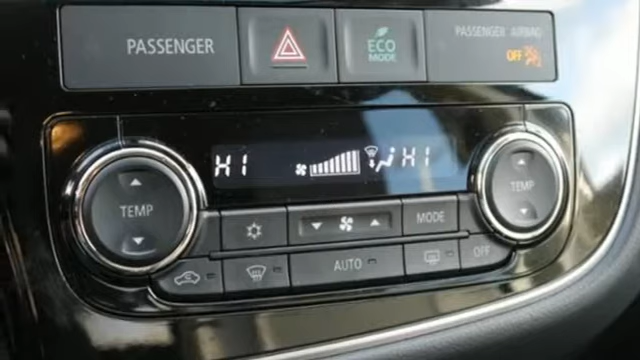 PASSENGER
ECO
MODE
PASSENGER AIRBAG
OFF
HI
HI
TEMP
TEMP
MODE
AUTO
OFF